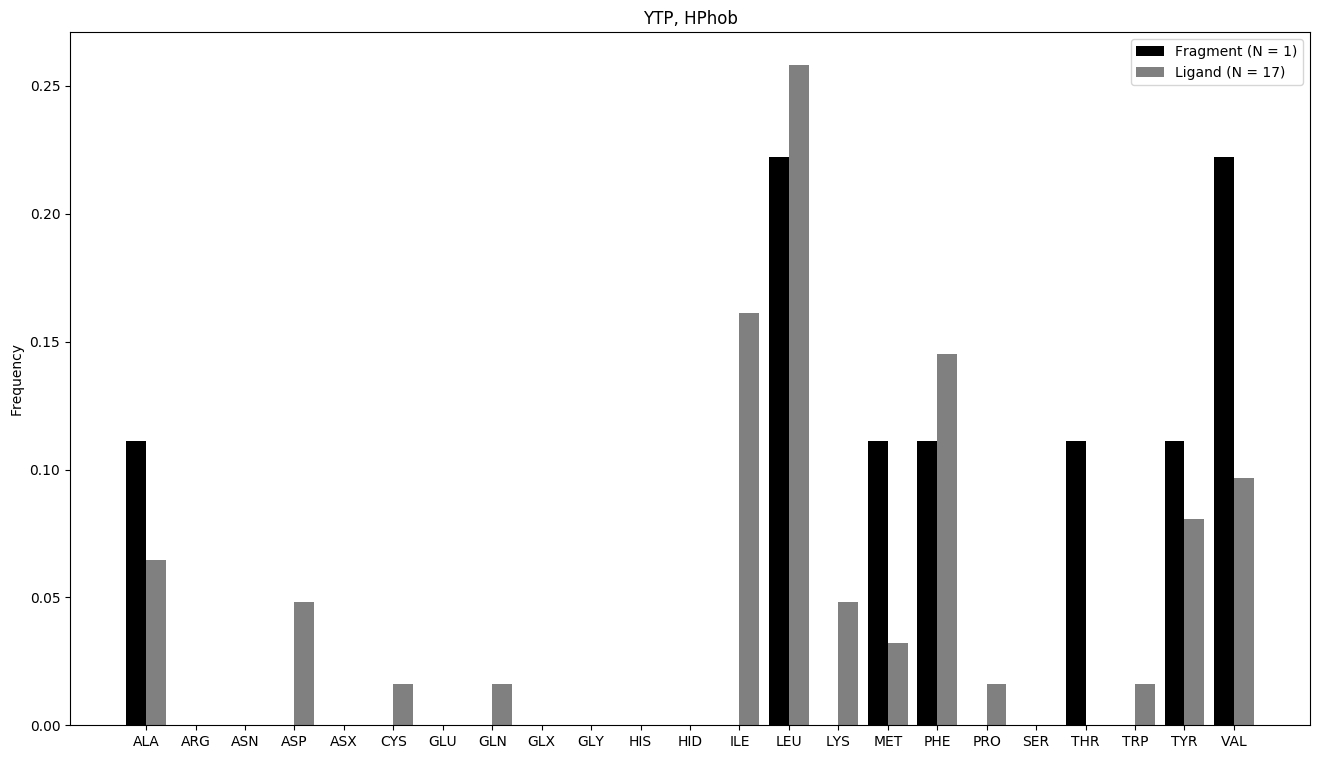 YTP, HPhob
Fragment (N = 1)
Ligand (N = 17)
Frequency
0.25
0.20
0.15
0.10
0.05
0.00
ALA ARG ASN ASP ASX CYS GLU GLN GLX GLY HIS HID ILE LEU LYS MET PHE PRO SER THR TRP TYR VAL